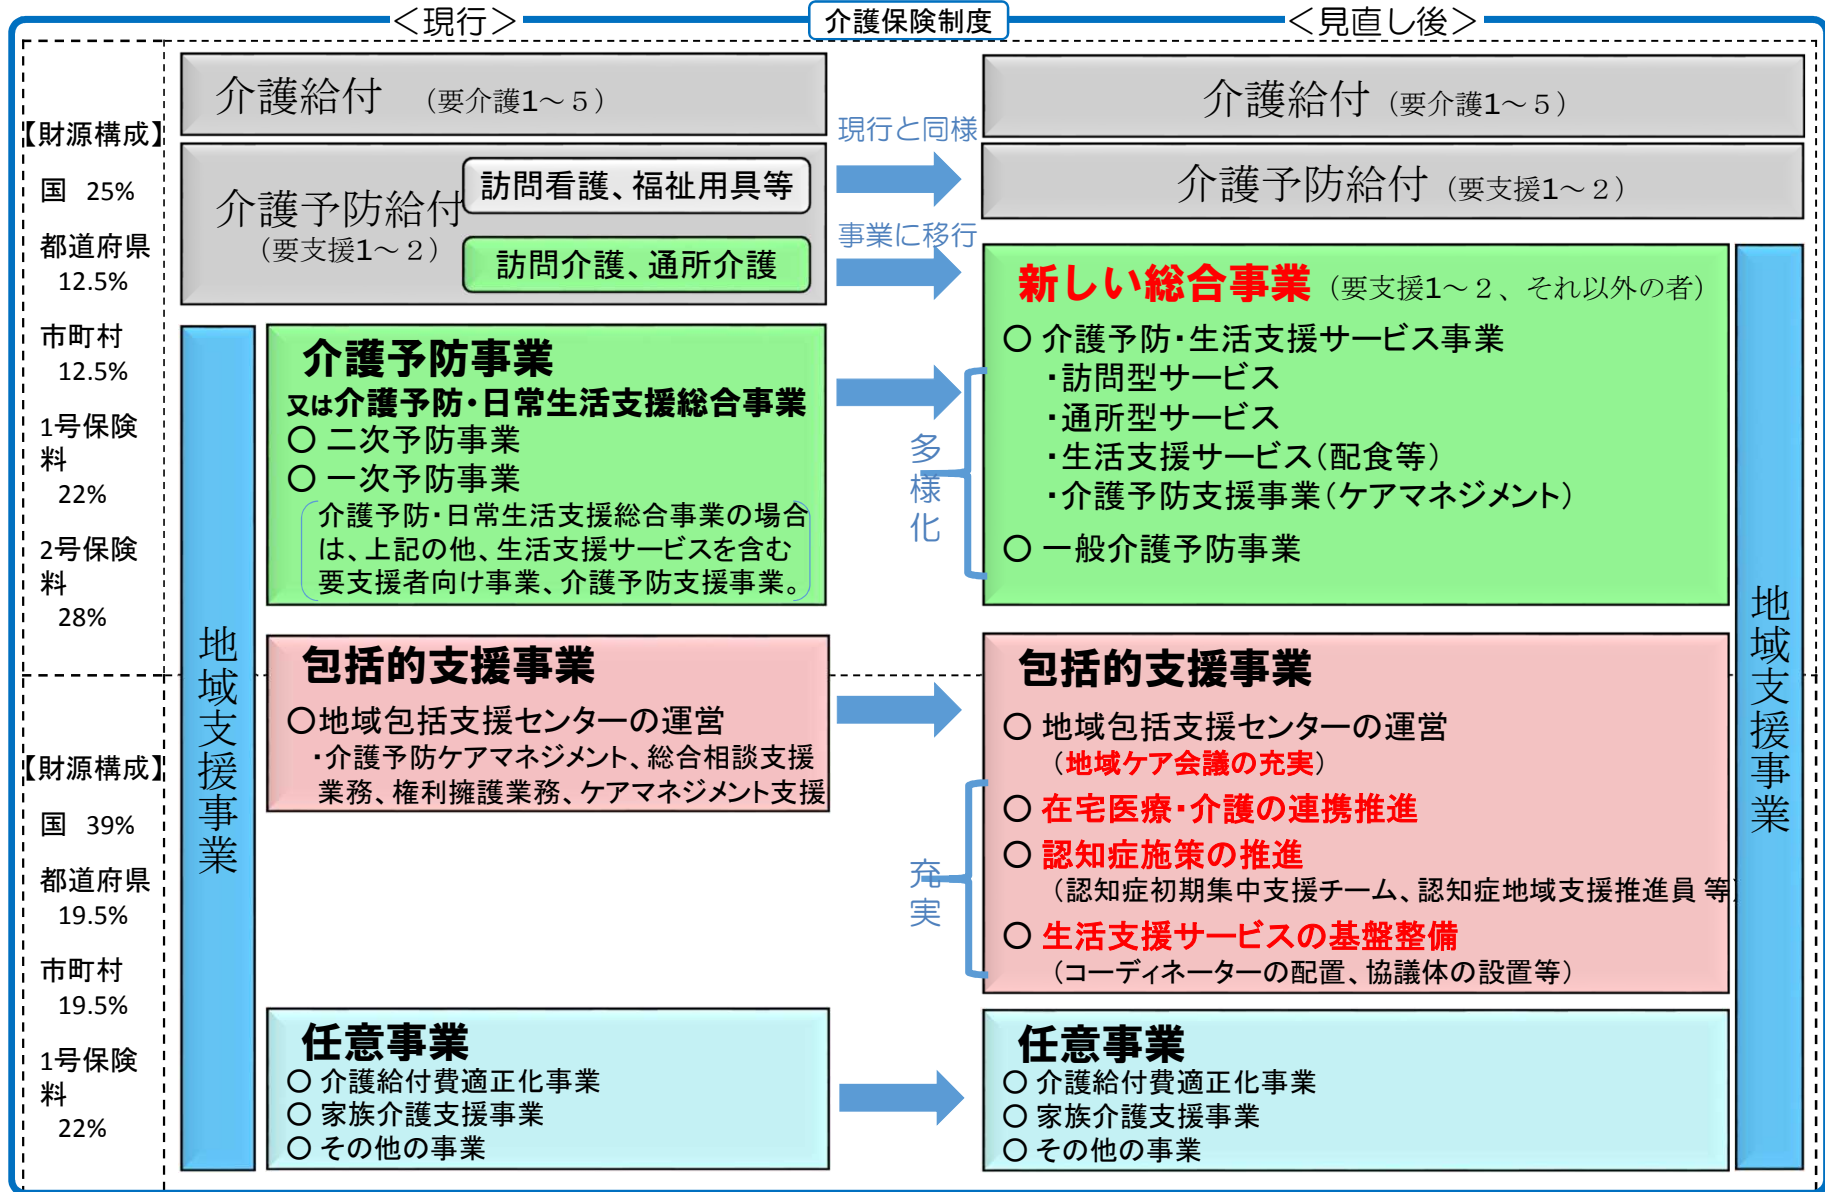 ＜現行＞
介護保険制度
＜見直し後＞
【財源構成】
国 25%
都道府県
12.5%
市町村
12.5%
1号保険
料
22%
2号保険
料
28%
【財源構成】
国 39%
都道府県
19.5%
市町村
19.5%
1号保険
料
22%
介護給付 （要介護1～5）
介護予防給付
（要支援1～2）
訪問看護、福祉用具等
訪問介護、通所介護
地域支援事業
介護予防事業
又は介護予防・日常生活支援総合事業
○ 二次予防事業
○ 一次予防事業
介護予防・日常生活支援総合事業の場合
は、上記の他、生活支援サービスを含む
要支援者向け事業、介護予防支援事業。
包括的支援事業
○地域包括支援センターの運営
・介護予防ケアマネジメント、総合相談支援
業務、権利擁護業務、ケアマネジメント支援
任意事業
○ 介護給付費適正化事業
○ 家族介護支援事業
○ その他の事業
現行と同様
事業に移行
多様化
充実
介護給付（要介護1～5）
介護予防給付（要支援1～2）
新しい総合事業（要支援1～2、それ以外の者）
○ 介護予防・生活支援サービス事業
・訪問型サービス
・通所型サービス
・生活支援サービス（配食等）
・介護予防支援事業（ケアマネジメント）
○ 一般介護予防事業
包括的支援事業
○ 地域包括支援センターの運営
（地域ケア会議の充実）
○ 在宅医療・介護の連携推進
○ 認知症施策の推進
（認知症初期集中支援チーム、認知症地域支援推進員 等）
○ 生活支援サービスの基盤整備
（コーディネーターの配置、協議体の設置等）
任意事業
○ 介護給付費適正化事業
○ 家族介護支援事業
○ その他の事業
地域支援事業